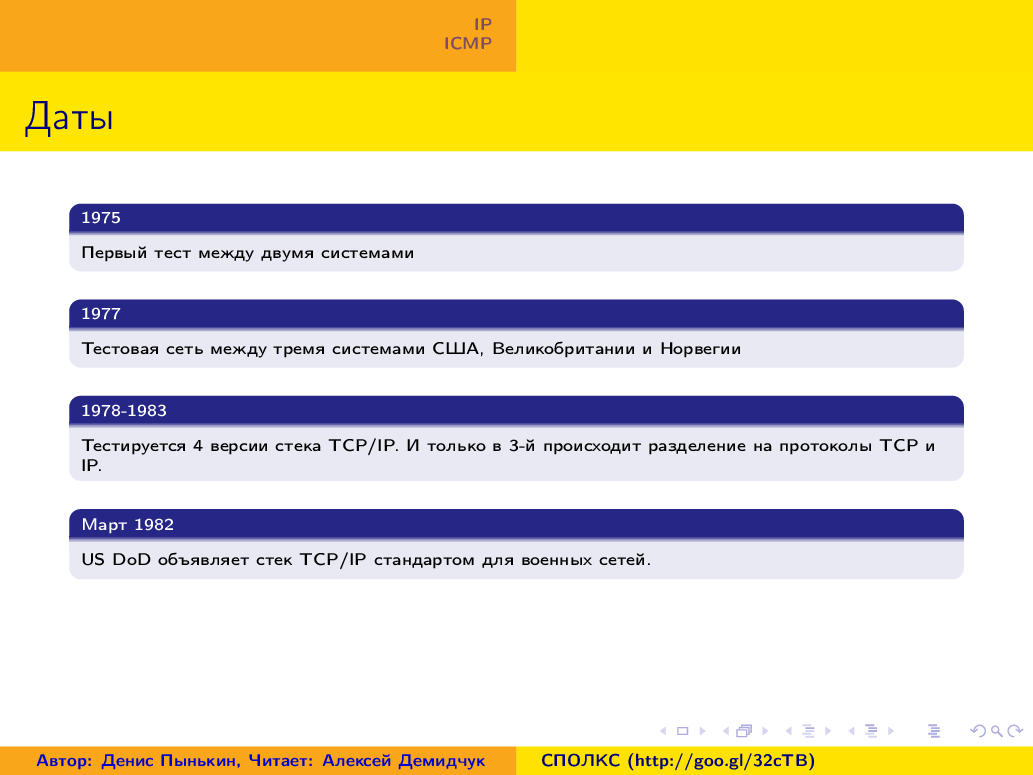 IP
ICMP
Даты
1975
Первый тест между двумя системами
1977
Тестовая сеть между тремя системами США, Великобритании и Норвегии
1978-1983
Тестируется 4 версии стека TCP/IP. И только в 3-й происходит разделение на протоколы TCP и
IP.
Март 1982
US DoD объявляет стек TCP/IP стандартом для военных сетей.
Автор: Денис Пынькин, Читает: Алексей Демидчук
СПОЛКС (http://goo.gl/32cTB)